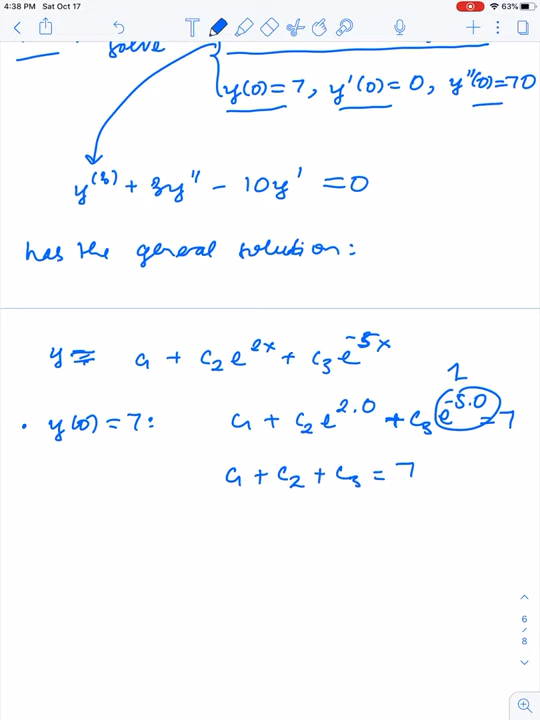 4:38 PM Sat Oct 17 63%
solve
y(0) = 7, y'(0) = 0, y"(0) = 70
y⁽³⁾ + 3y" - 10y' = 0
has the general solution:
y = c₁ + c₂e^2x + c₃e^-5x
1
• y(0) = 7: c₁ + c₂e^2.0 + c₃e^-5.0 = 7
c₁ + c₂ + c₃ = 7
6
/
8